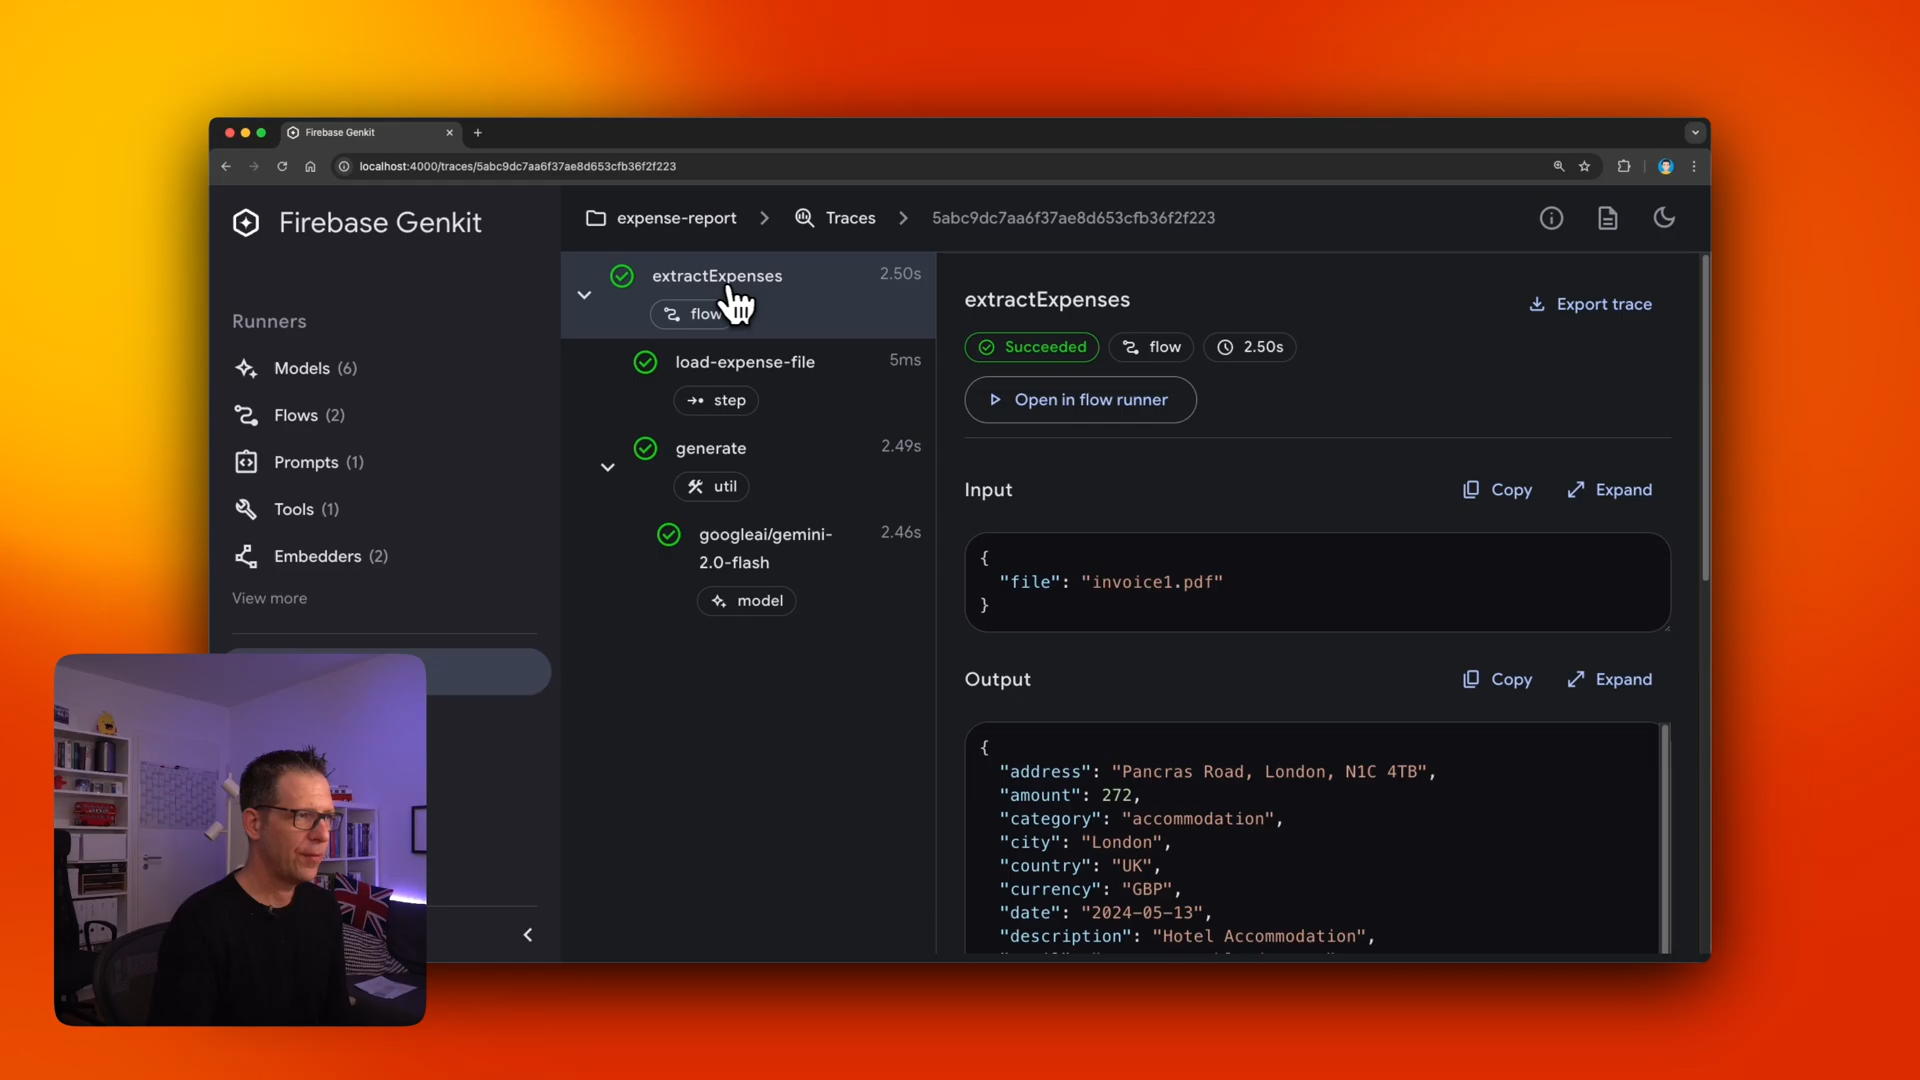 Firebase Genkit
localhost:4000/traces/5abc9dc7aa6f37ae8d653cfb36f2f223
Firebase Genkit
expense-report
Traces
5abc9dc7aa6f37ae8d653cfb36f2f223
Runners
Models (6)
Flows (2)
Prompts (1)
Tools (1)
Embedders (2)
View more
extractExpenses
2.50s
flow
load-expense-file
5ms
step
generate
2.49s
util
googleai/gemini-
2.0-flash
2.46s
model
extractExpenses
Export trace
Succeeded
flow
2.50s
Open in flow runner
Input
Copy
Expand
{
"file": "invoice1.pdf"
}
Output
Copy
Expand
{
"address": "Pancras Road, London, N1C 4TB",
"amount": 272,
"category": "accommodation",
"city": "London",
"country": "UK",
"currency": "GBP",
"date": "2024-05-13",
"description": "Hotel Accommodation",